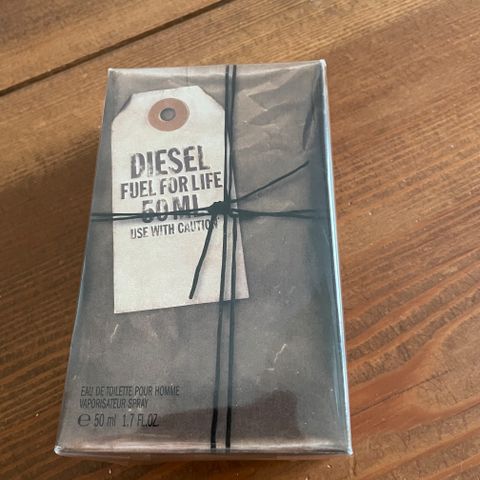 DIESEL
FUEL FOR LIFE
50 ML
USE WITH CAUTION
EAU DE TOILETTE POUR HOMME
VAPORISATEUR SPRAY
℮ 50 ml 1.7 FL.OZ.